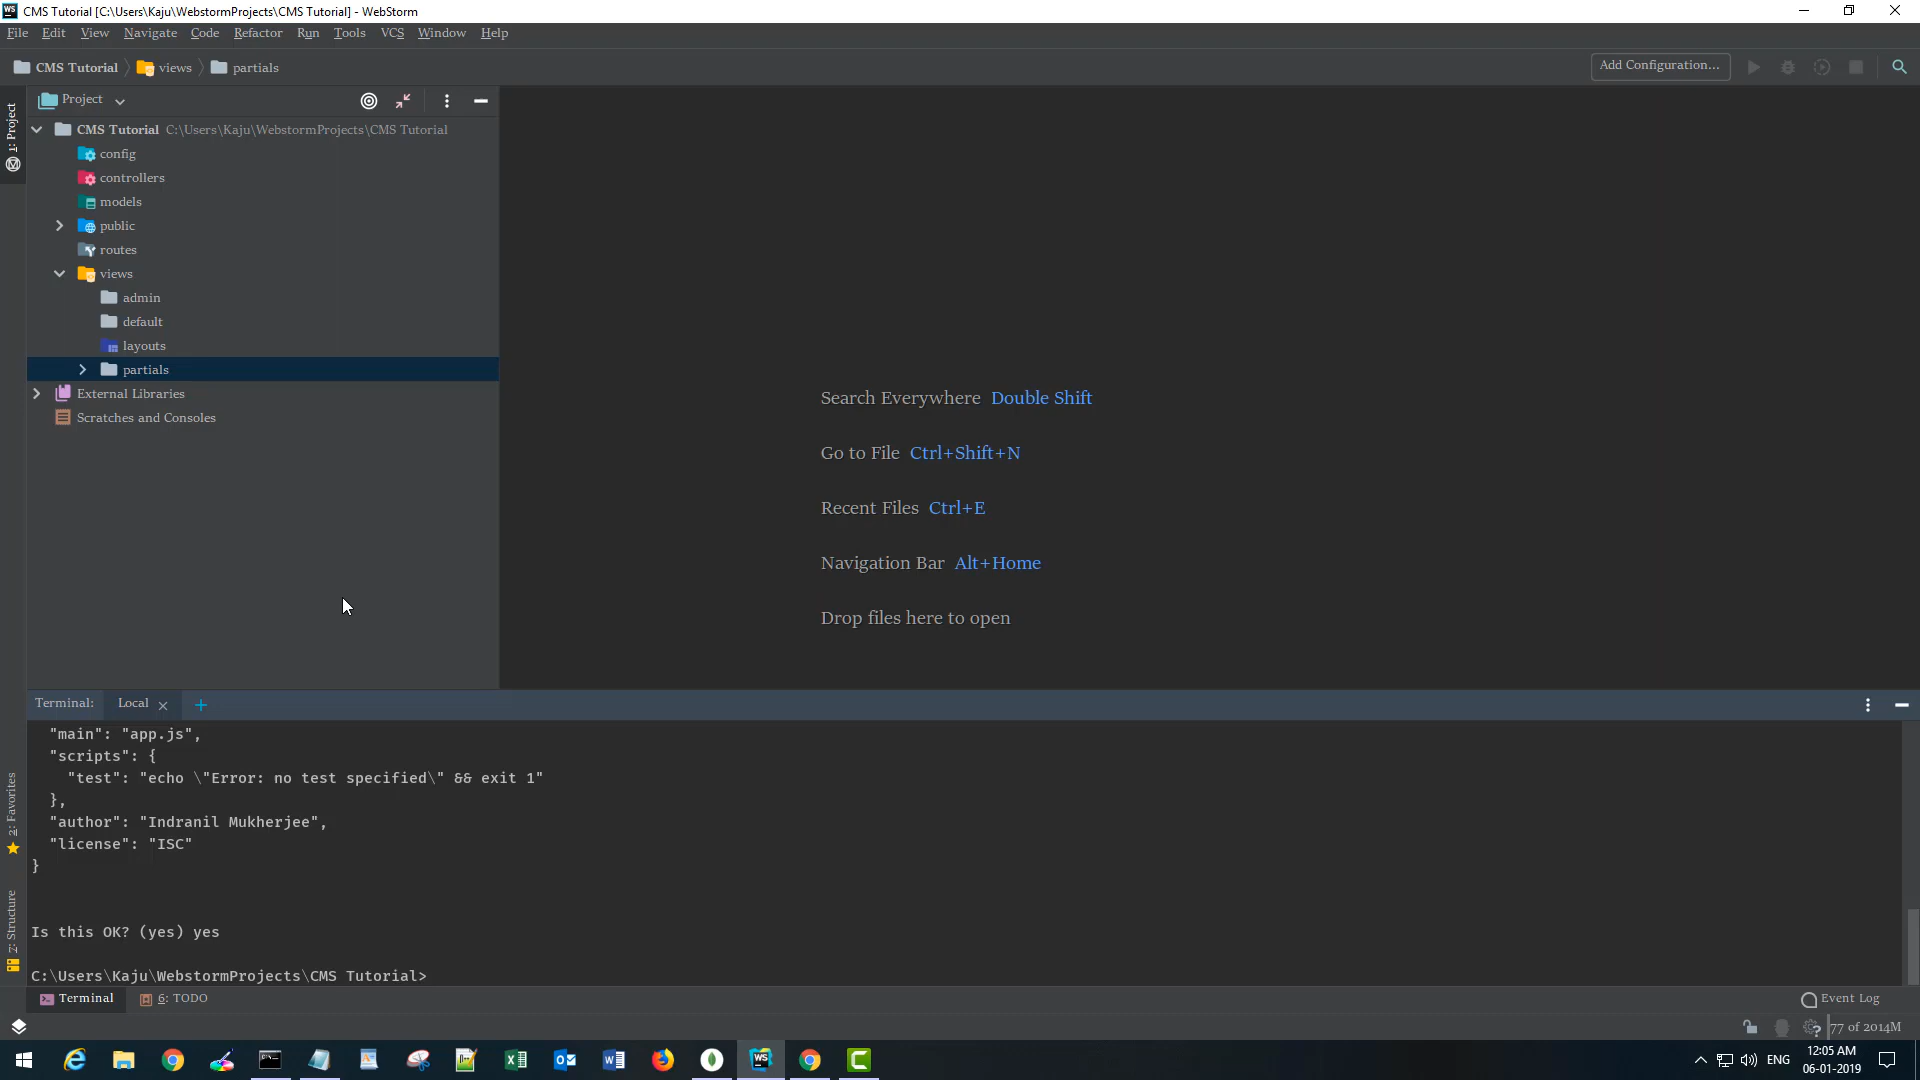 CMS Tutorial [C:\Users\Kaju\WebstormProjects\CMS Tutorial] - WebStorm
File Edit View Navigate Code Refactor Run Tools VCS Window Help
CMS Tutorial views partials
Add Configuration...
Project
CMS Tutorial C:\Users\Kaju\WebstormProjects\CMS Tutorial
config
controllers
models
public
routes
views
admin
default
layouts
partials
External Libraries
Scratches and Consoles
1: Project
2: Favorites
7: Structure
Search Everywhere Double Shift
Go to File Ctrl+Shift+N
Recent Files Ctrl+E
Navigation Bar Alt+Home
Drop files here to open
Terminal: Local
"main": "app.js",
"scripts": {
"test": "echo \"Error: no test specified\" && exit 1"
},
"author": "Indranil Mukherjee",
"license": "ISC"
}
Is this OK? (yes) yes
C:\Users\Kaju\WebstormProjects\CMS Tutorial>
Terminal 6: TODO
Event Log
77 of 2014M
ENG
12:05 AM
06-01-2019